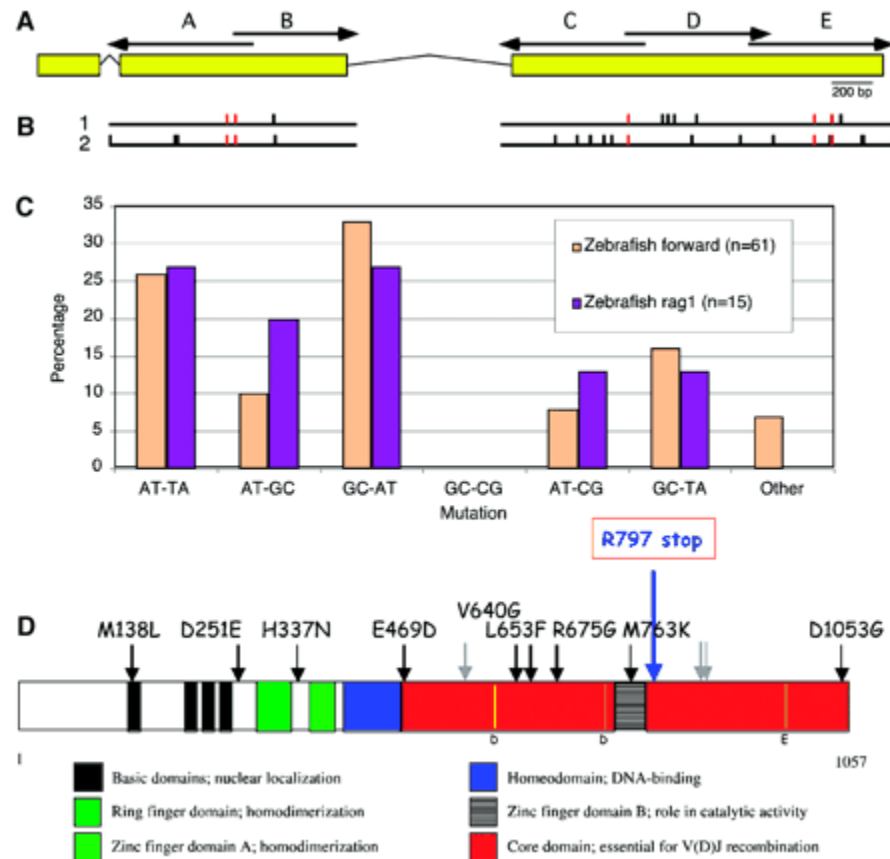 A
A B C D E
200 bp
B
1
2
C
35
30
25
20
15
10
5
0
Percentage
Zebrafish forward (n=61)
Zebrafish rag1 (n=15)
AT-TA AT-GC GC-AT GC-CG AT-CG GC-TA Other
Mutation
R797 stop
D
V640G
M138L D251E H337N E469D L653F R675G M763K D1053G
D D E
1 1057
Basic domains; nuclear localization
Homeodomain; DNA-binding
Ring finger domain; homodimerization
Zinc finger domain B; role in catalytic activity
Zinc finger domain A; homodimerization
Core domain; essential for V(D)J recombination